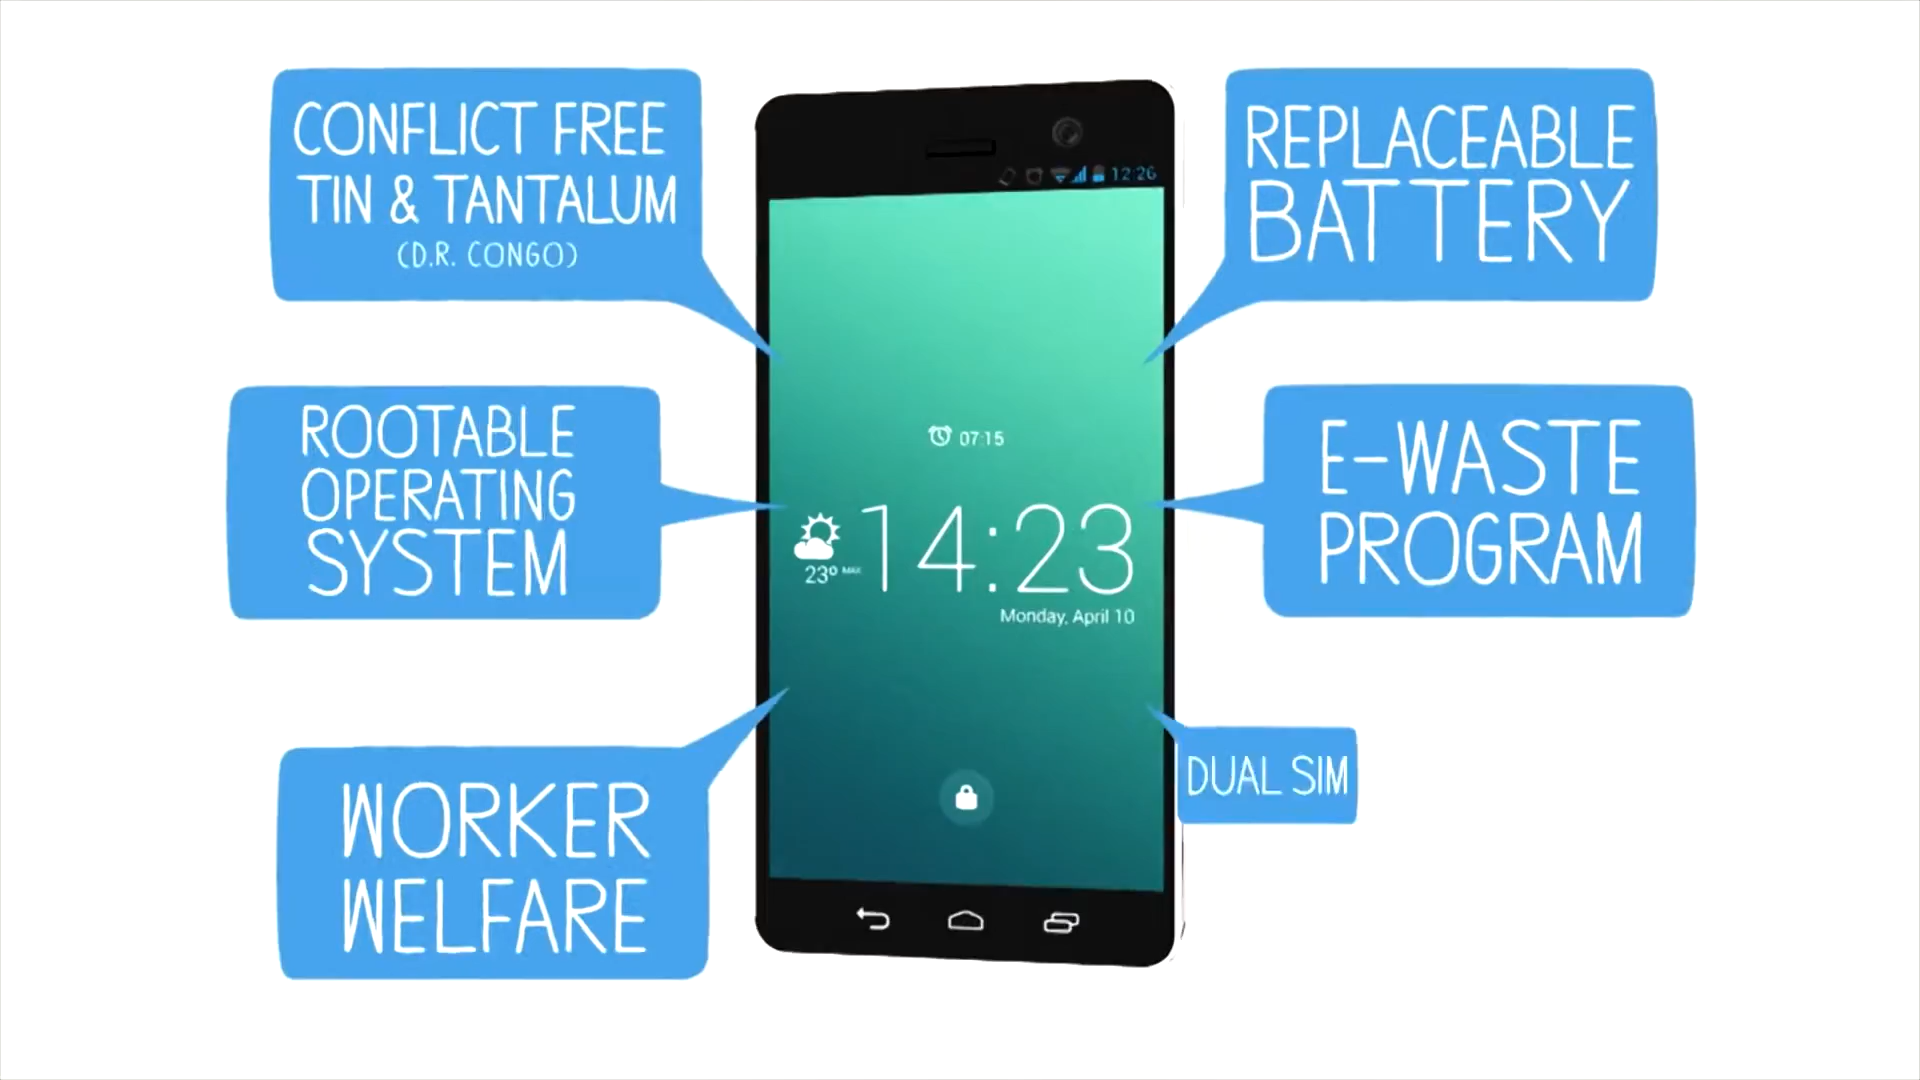 CONFLICT FREE
TIN & TANTALUM
(D.R. CONGO)
REPLACEABLE
BATTERY
12:26
ROOTABLE
OPERATING
SYSTEM
07:15
14:23
23° MAX
Monday, April 10
E-WASTE
PROGRAM
WORKER
WELFARE
DUAL SIM